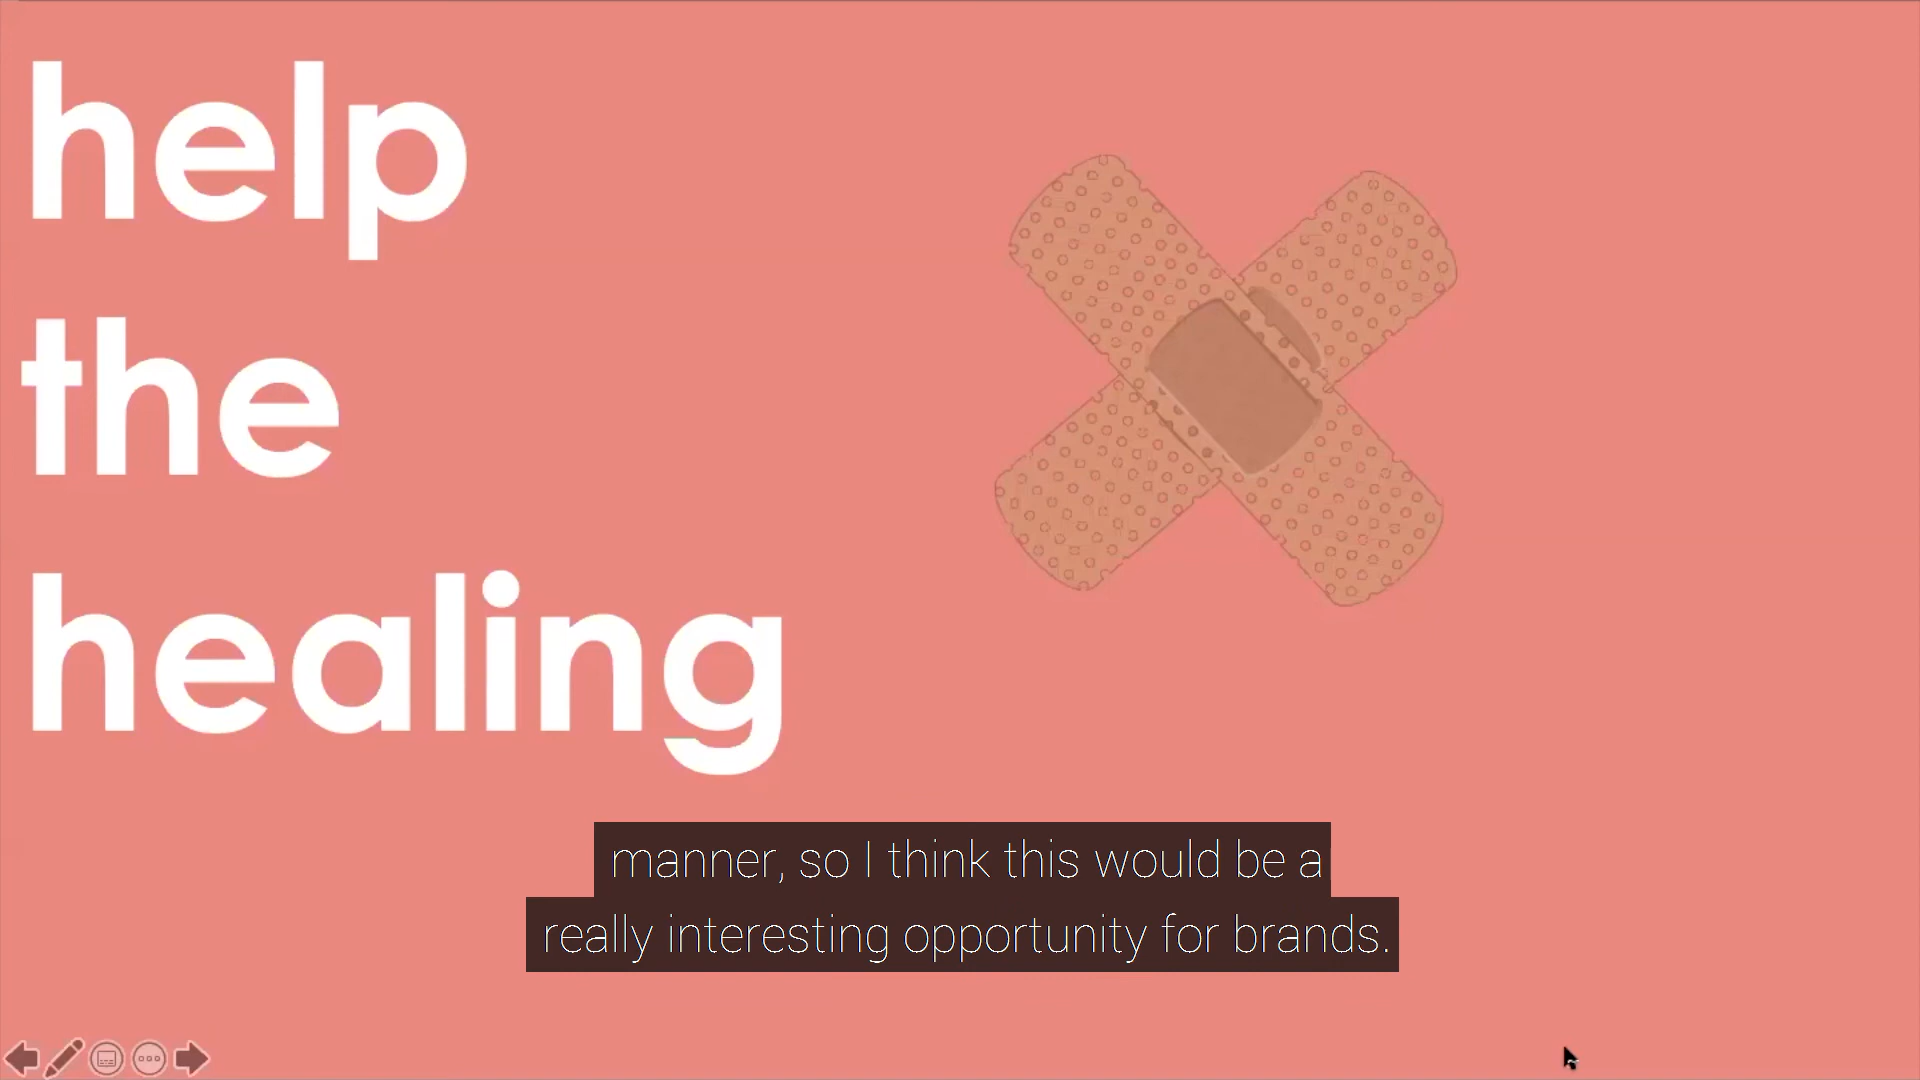 help
the
healing
manner, so I think this would be a
really interesting opportunity for brands.